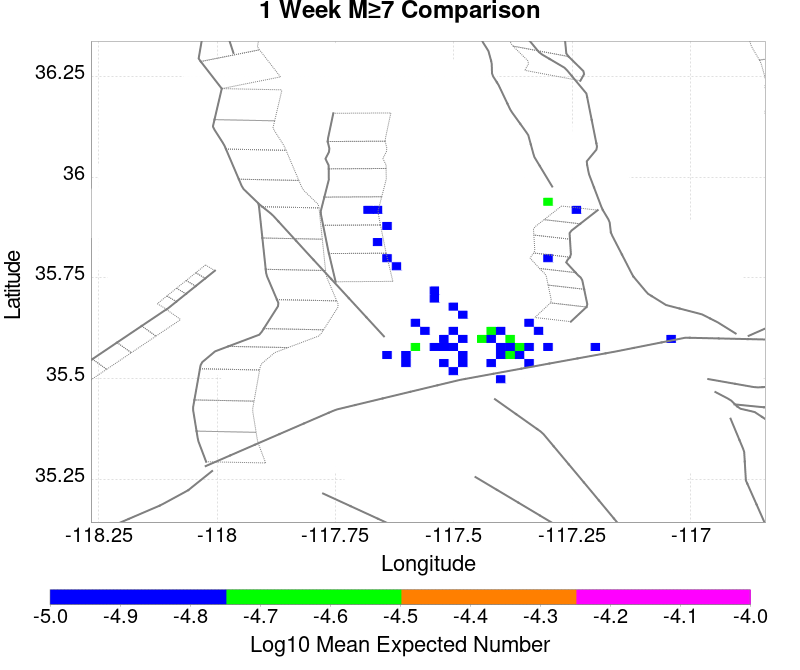 1 Week M≥7 Comparison
36.25
36
35.75
35.5
35.25
Latitude
-118.25 -118 -117.75 -117.5 -117.25 -117
Longitude
-5.0 -4.9 -4.8 -4.7 -4.6 -4.5 -4.4 -4.3 -4.2 -4.1 -4.0
Log10 Mean Expected Number